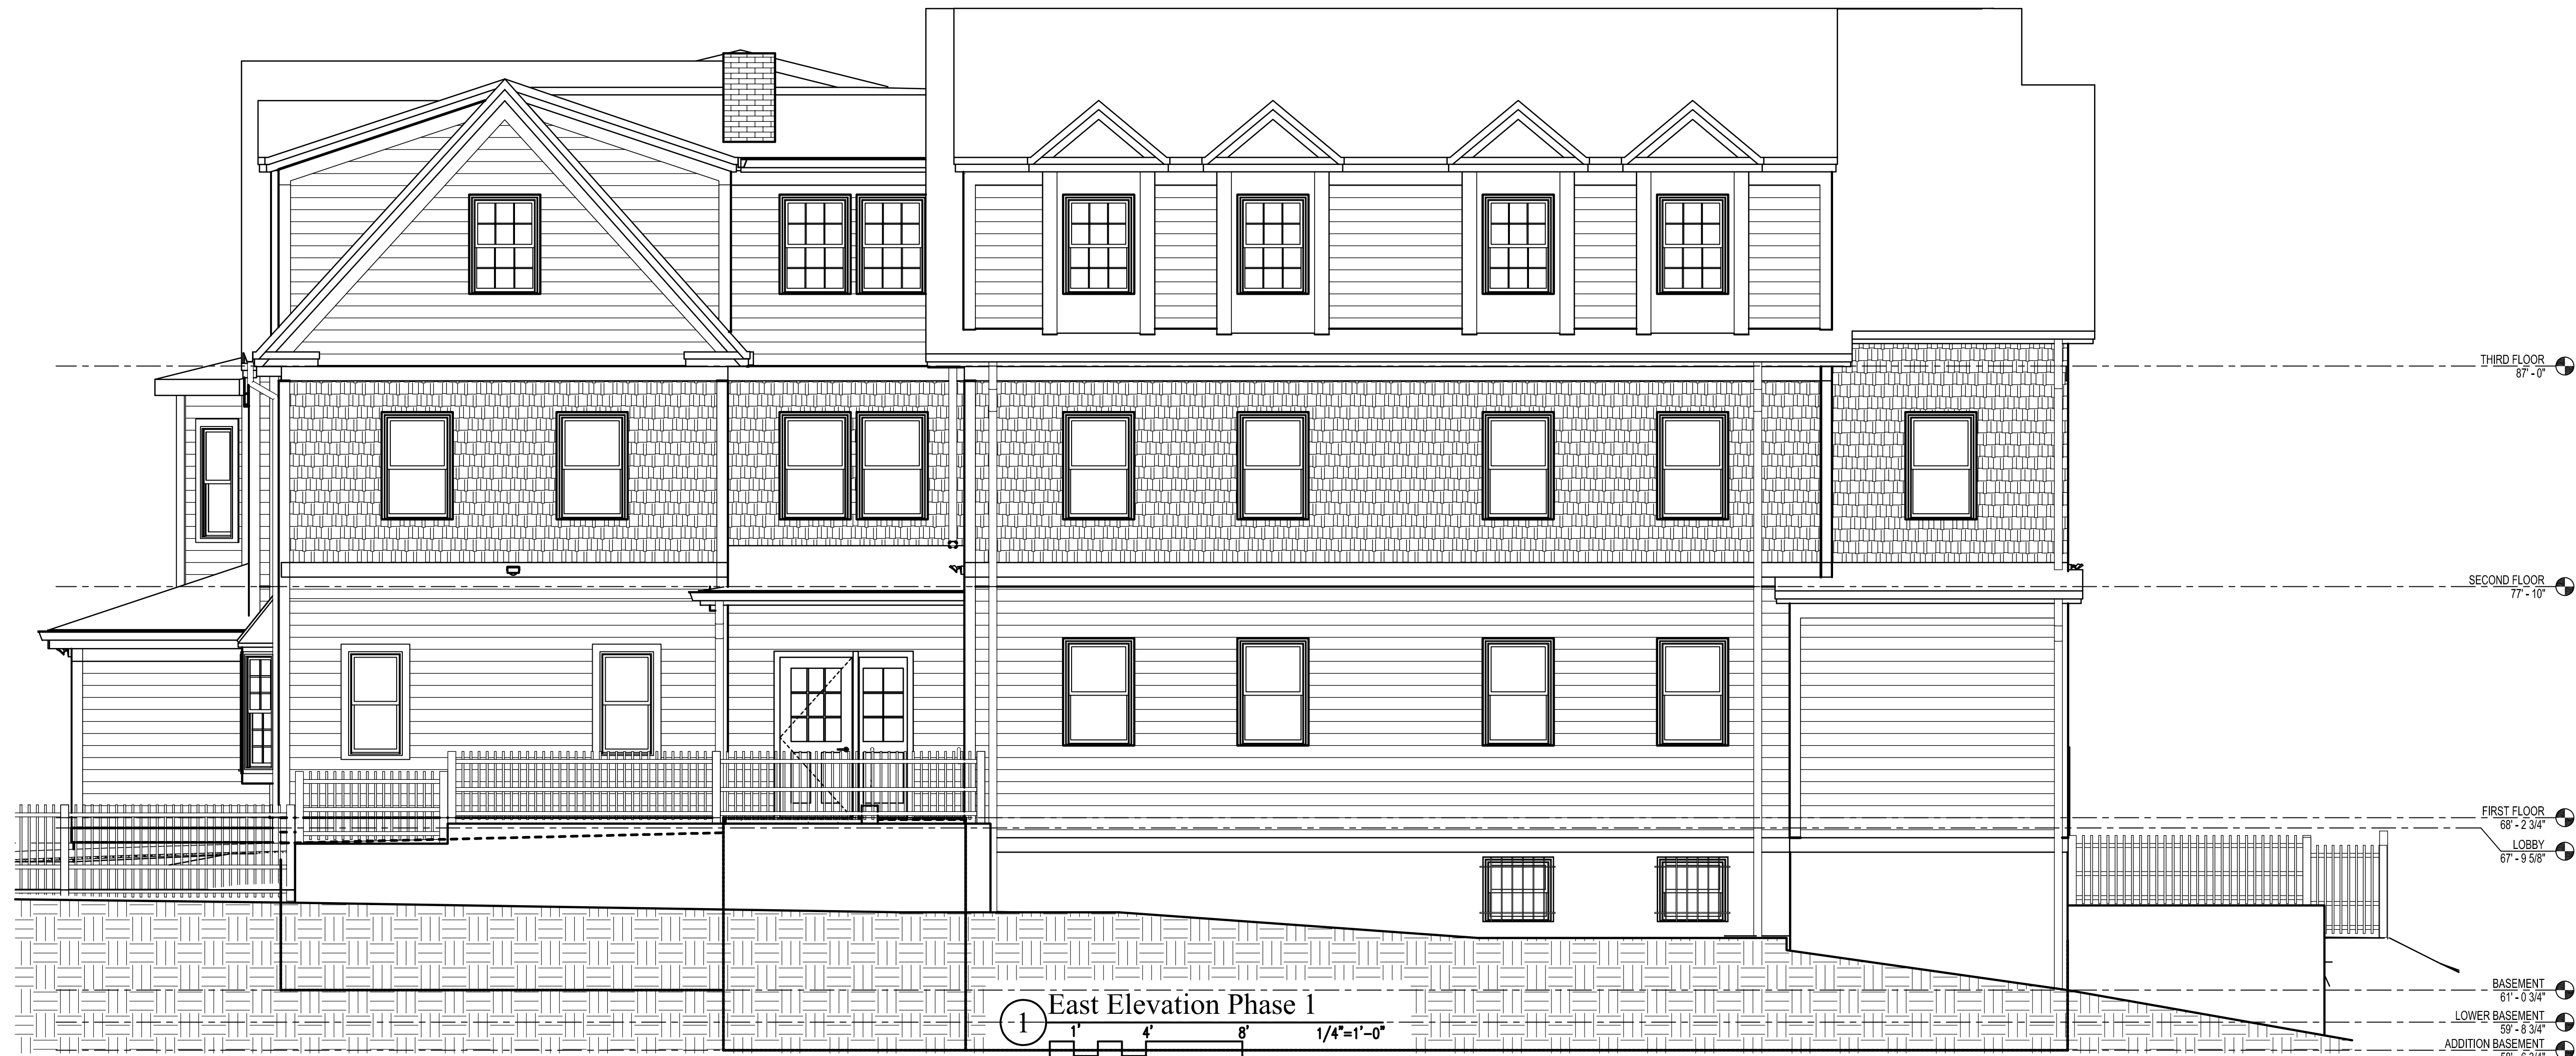 THIRD FLOOR
87' - 0"
SECOND FLOOR
77' - 10"
FIRST FLOOR
68' - 2 3/4"
LOBBY
67' - 9 5/8"
BASEMENT
61' - 0 3/4"
LOWER BASEMENT
59' - 8 3/4"
ADDITION BASEMENT
1 East Elevation Phase 1
1' 4' 8' 1/4"=1'-0"